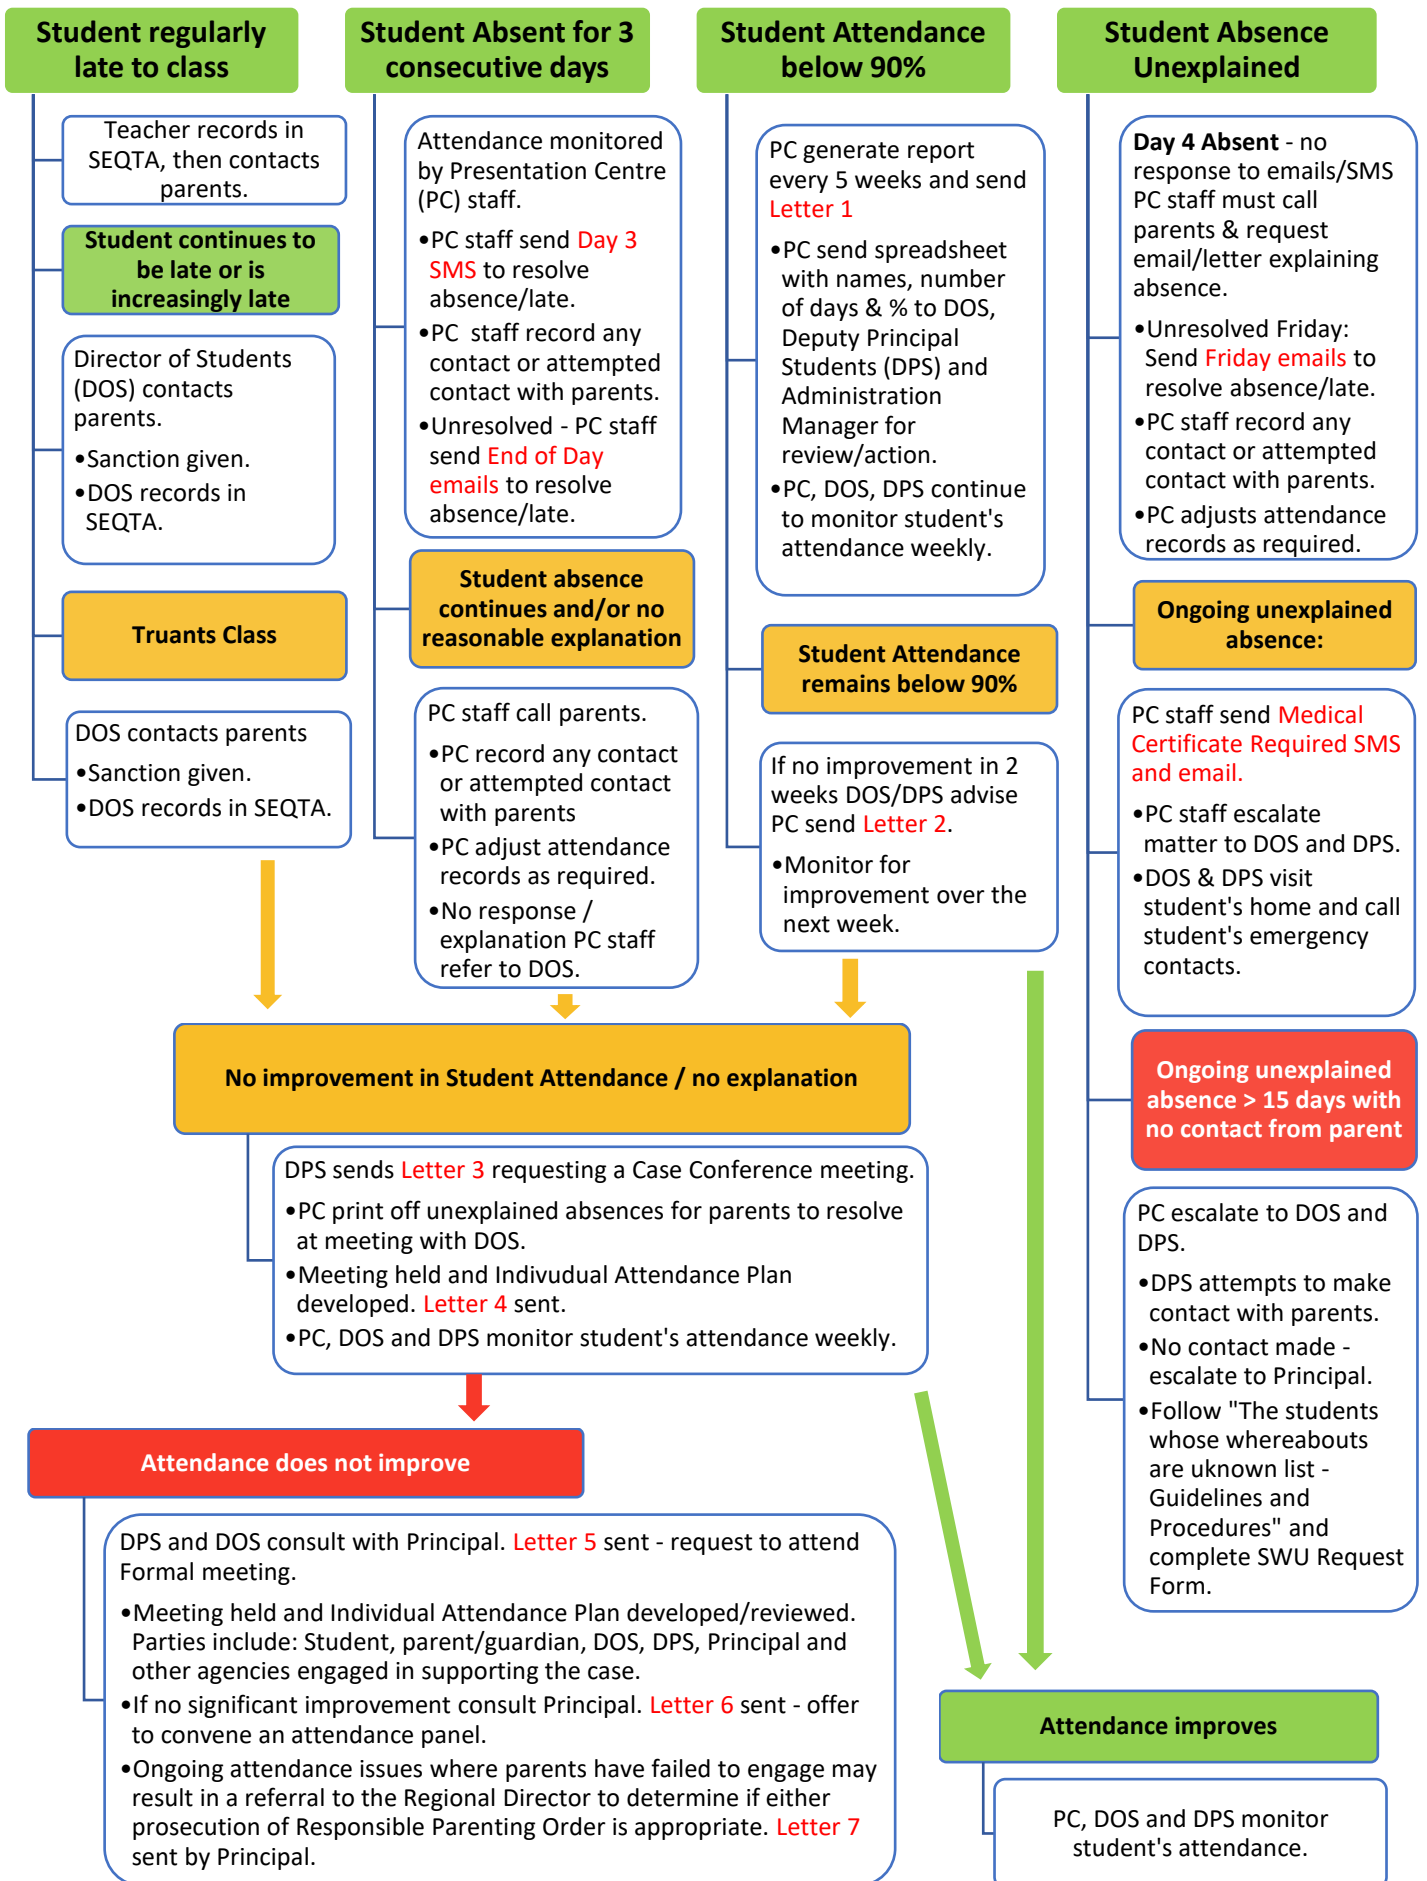 Student regularly
late to class
Teacher records in
SEQTA, then contacts
parents.
Student continues to
be late or is
increasingly late
Director of Students
(DOS) contacts
parents.
•Sanction given.
•DOS records in
SEQTA.
Truants Class
DOS contacts parents
•Sanction given.
•DOS records in SEQTA.
Student Absent for 3
consecutive days
Attendance monitored
by Presentation Centre
(PC) staff.
•PC staff send Day 3
SMS to resolve
absence/late.
•PC staff record any
contact or attempted
contact with parents.
•Unresolved - PC staff
send End of Day
emails to resolve
absence/late.
Student absence
continues and/or no
reasonable explanation
PC staff call parents.
•PC record any contact
or attempted contact
with parents
•PC adjust attendance
records as required.
•No response /
explanation PC staff
refer to DOS.
Student Attendance
below 90%
PC generate report
every 5 weeks and send
Letter 1
•PC send spreadsheet
with names, number
of days & % to DOS,
Deputy Principal
Students (DPS) and
Administration
Manager for
review/action.
•PC, DOS, DPS continue
to monitor student's
attendance weekly.
Student Attendance
remains below 90%
If no improvement in 2
weeks DOS/DPS advise
PC send Letter 2.
•Monitor for
improvement over the
next week.
Student Absence
Unexplained
Day 4 Absent - no
response to emails/SMS
PC staff must call
parents & request
email/letter explaining
absence.
•Unresolved Friday:
Send Friday emails to
resolve absence/late.
•PC staff record any
contact or attempted
contact with parents.
•PC adjusts attendance
records as required.
Ongoing unexplained
absence:
PC staff send Medical
Certificate Required SMS
and email.
•PC staff escalate
matter to DOS and DPS.
•DOS & DPS visit
student's home and call
student's emergency
contacts.
Ongoing unexplained
absence > 15 days with
no contact from parent
PC escalate to DOS and
DPS.
•DPS attempts to make
contact with parents.
•No contact made -
escalate to Principal.
•Follow "The students
whose whereabouts
are uknown list -
Guidelines and
Procedures" and
complete SWU Request
Form.
No improvement in Student Attendance / no explanation
DPS sends Letter 3 requesting a Case Conference meeting.
•PC print off unexplained absences for parents to resolve
at meeting with DOS.
•Meeting held and Indivudual Attendance Plan
developed. Letter 4 sent.
•PC, DOS and DPS monitor student's attendance weekly.
Attendance does not improve
DPS and DOS consult with Principal. Letter 5 sent - request to attend
Formal meeting.
•Meeting held and Individual Attendance Plan developed/reviewed.
Parties include: Student, parent/guardian, DOS, DPS, Principal and
other agencies engaged in supporting the case.
•If no significant improvement consult Principal. Letter 6 sent - offer
to convene an attendance panel.
•Ongoing attendance issues where parents have failed to engage may
result in a referral to the Regional Director to determine if either
prosecution of Responsible Parenting Order is appropriate. Letter 7
sent by Principal.
Attendance improves
PC, DOS and DPS monitor
student's attendance.